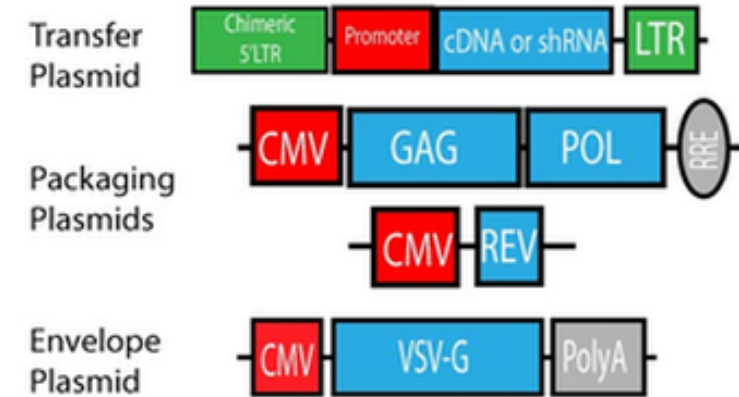 Transfer
Plasmid
Chimeric
5'LTR
Promoter
cDNA or shRNA
LTR
Packaging
Plasmids
CMV
GAG
POL
RRE
CMV
REV
Envelope
Plasmid
CMV
VSV-G
PolyA